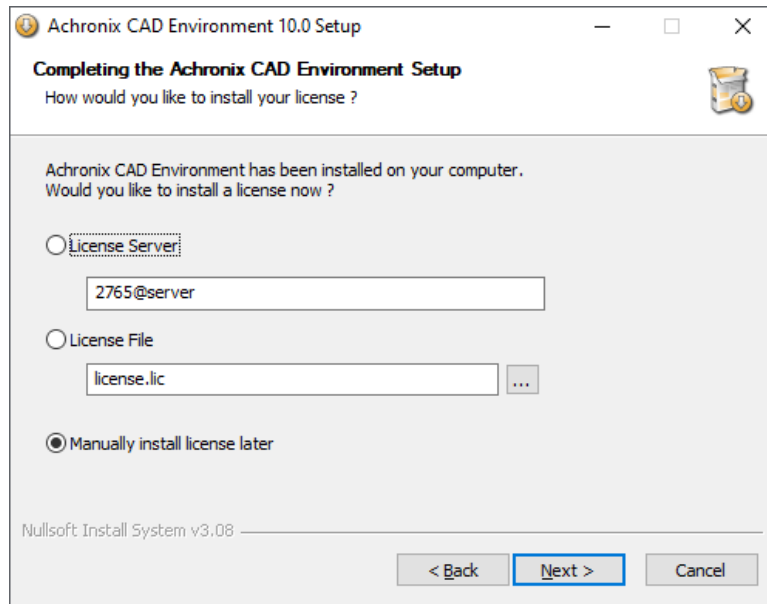 Achronix CAD Environment 10.0 Setup
Completing the Achronix CAD Environment Setup
How would you like to install your license ?
Achronix CAD Environment has been installed on your computer.
Would you like to install a license now ?
License Server
2765@server
License File
license.lic
...
Manually install license later
Nullsoft Install System v3.08
< Back
Next >
Cancel